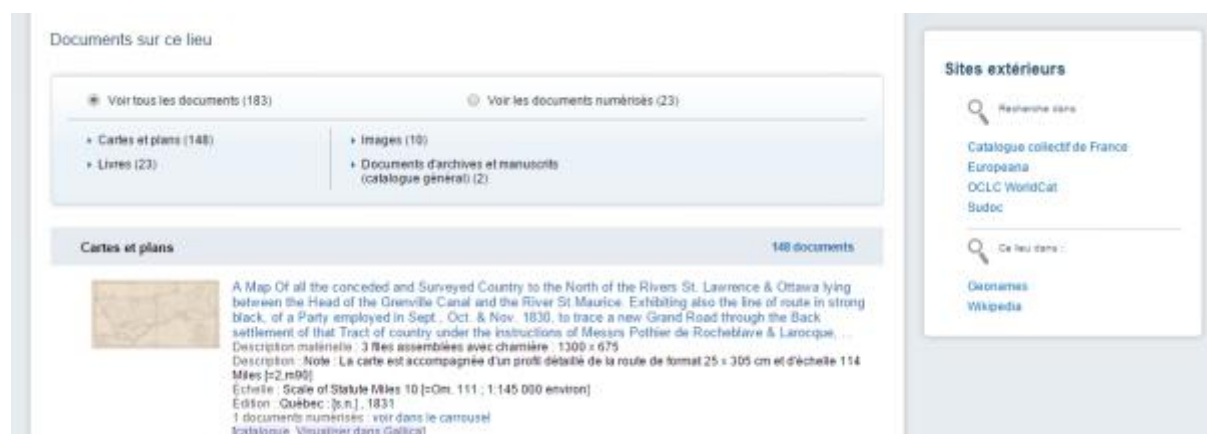 Documents sur ce lieu
Voir tous les documents (183)
Voir les documents numérisés (23)
Cartes et plans (148)
Livres (23)
Images (10)
Documents d'archives et manuscrits
(catalogue général) (2)
Cartes et plans
148 documents
A Map Of all the conceded and Surveyed Country to the North of the Rivers St. Lawrence & Ottawa lying
between the Head of the Grenville Canal and the River St Maurice. Exhibiting also the line of route in strong
black, of a Party employed in Sept., Oct. & Nov. 1830, to trace a new Grand Road through the Back
settlement of that Tract of country under the instructions of Messrs Pothier de Rocheblave & Larocque, ...
Description matérielle : 3 flles assemblées avec charnière : 1300 x 675
Description : Note : La carte est accompagnée d'un profil détaillé de la route de format 25 x 305 cm et d'échelle 114
Miles [=2,m90]
Échelle : Scale of Statute Miles 10 [=0m. 111 ; 1:145 000 environ]
Édition : Québec : [s.n.] , 1831
1 documents numérisés : voir dans le carrousel
[catalogue, Visualiser dans Gallica]
Sites extérieurs
Recherche dans
Catalogue collectif de France
Europeana
OCLC WorldCat
Sudoc
Ce lieu dans :
Geonames
Wikipedia